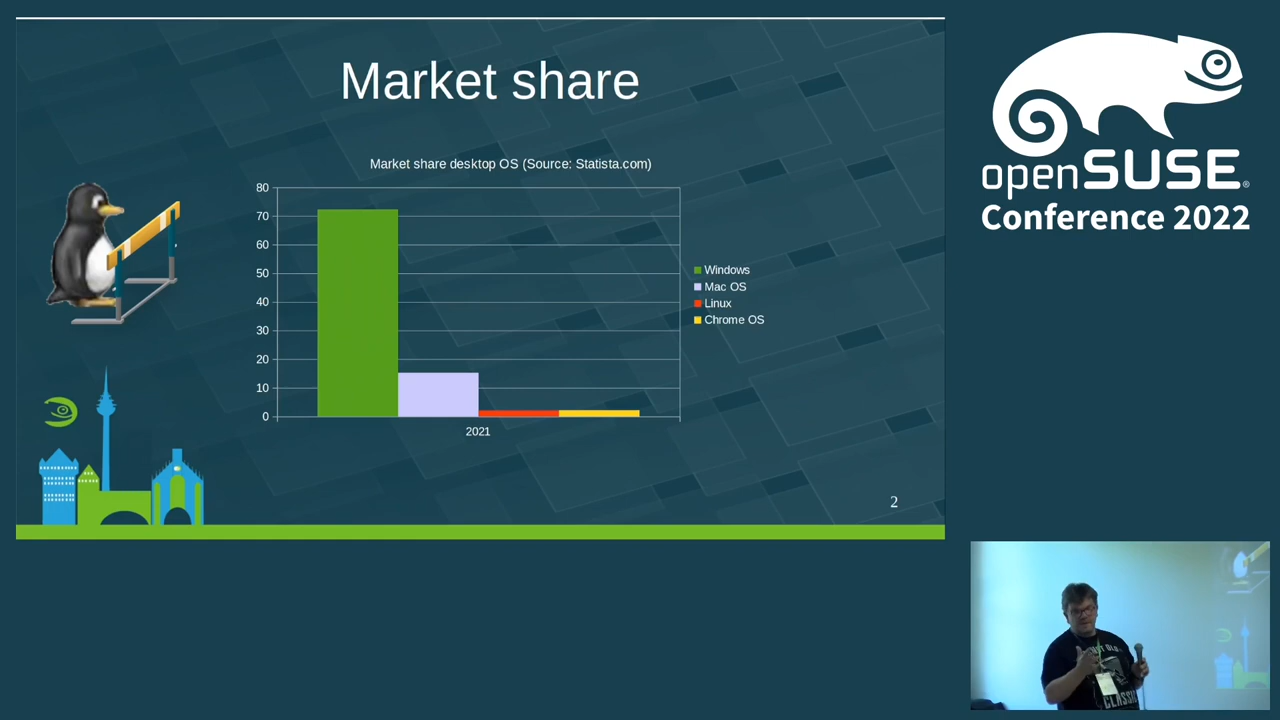 Market share
Market share desktop OS (Source: Statista.com)
80
70
60
50
40
30
20
10
0
2021
Windows
Mac OS
Linux
Chrome OS
2
openSUSE®
Conference 2022
CLASSIC